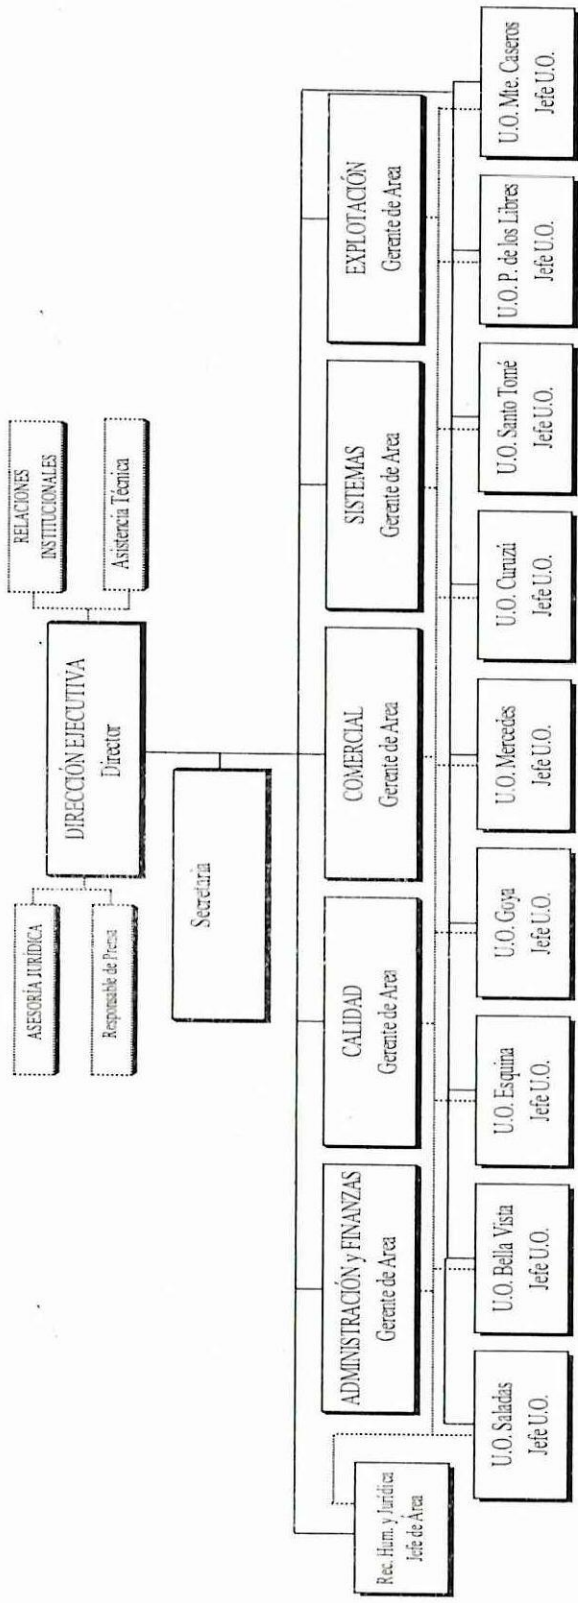 ASESORÍA JURÍDICA
Responsable de Prensa
DIRECCIÓN EJECUTIVA
Director
RELACIONES
INSTITUCIONALES
Asistencia Técnica
Secretaria
Rec. Hum. y Jurídica
Jefe de Área
ADMINISTRACIÓN y FINANZAS
Gerente de Area
CALIDAD
Gerente de Area
COMERCIAL
Gerente de Area
SISTEMAS
Gerente de Area
EXPLOTACIÓN
Gerente de Area
U.O. Saladas
Jefe U.O.
U.O. Bella Vista
Jefe U.O.
U.O. Esquina
Jefe U.O.
U.O. Goya
Jefe U.O.
U.O. Mercedes
Jefe U.O.
U.O. Curuzú
Jefe U.O.
U.O. Santo Tomé
Jefe U.O.
U.O. P. de los Libres
Jefe U.O.
U.O. Mte. Caseros
Jefe U.O.